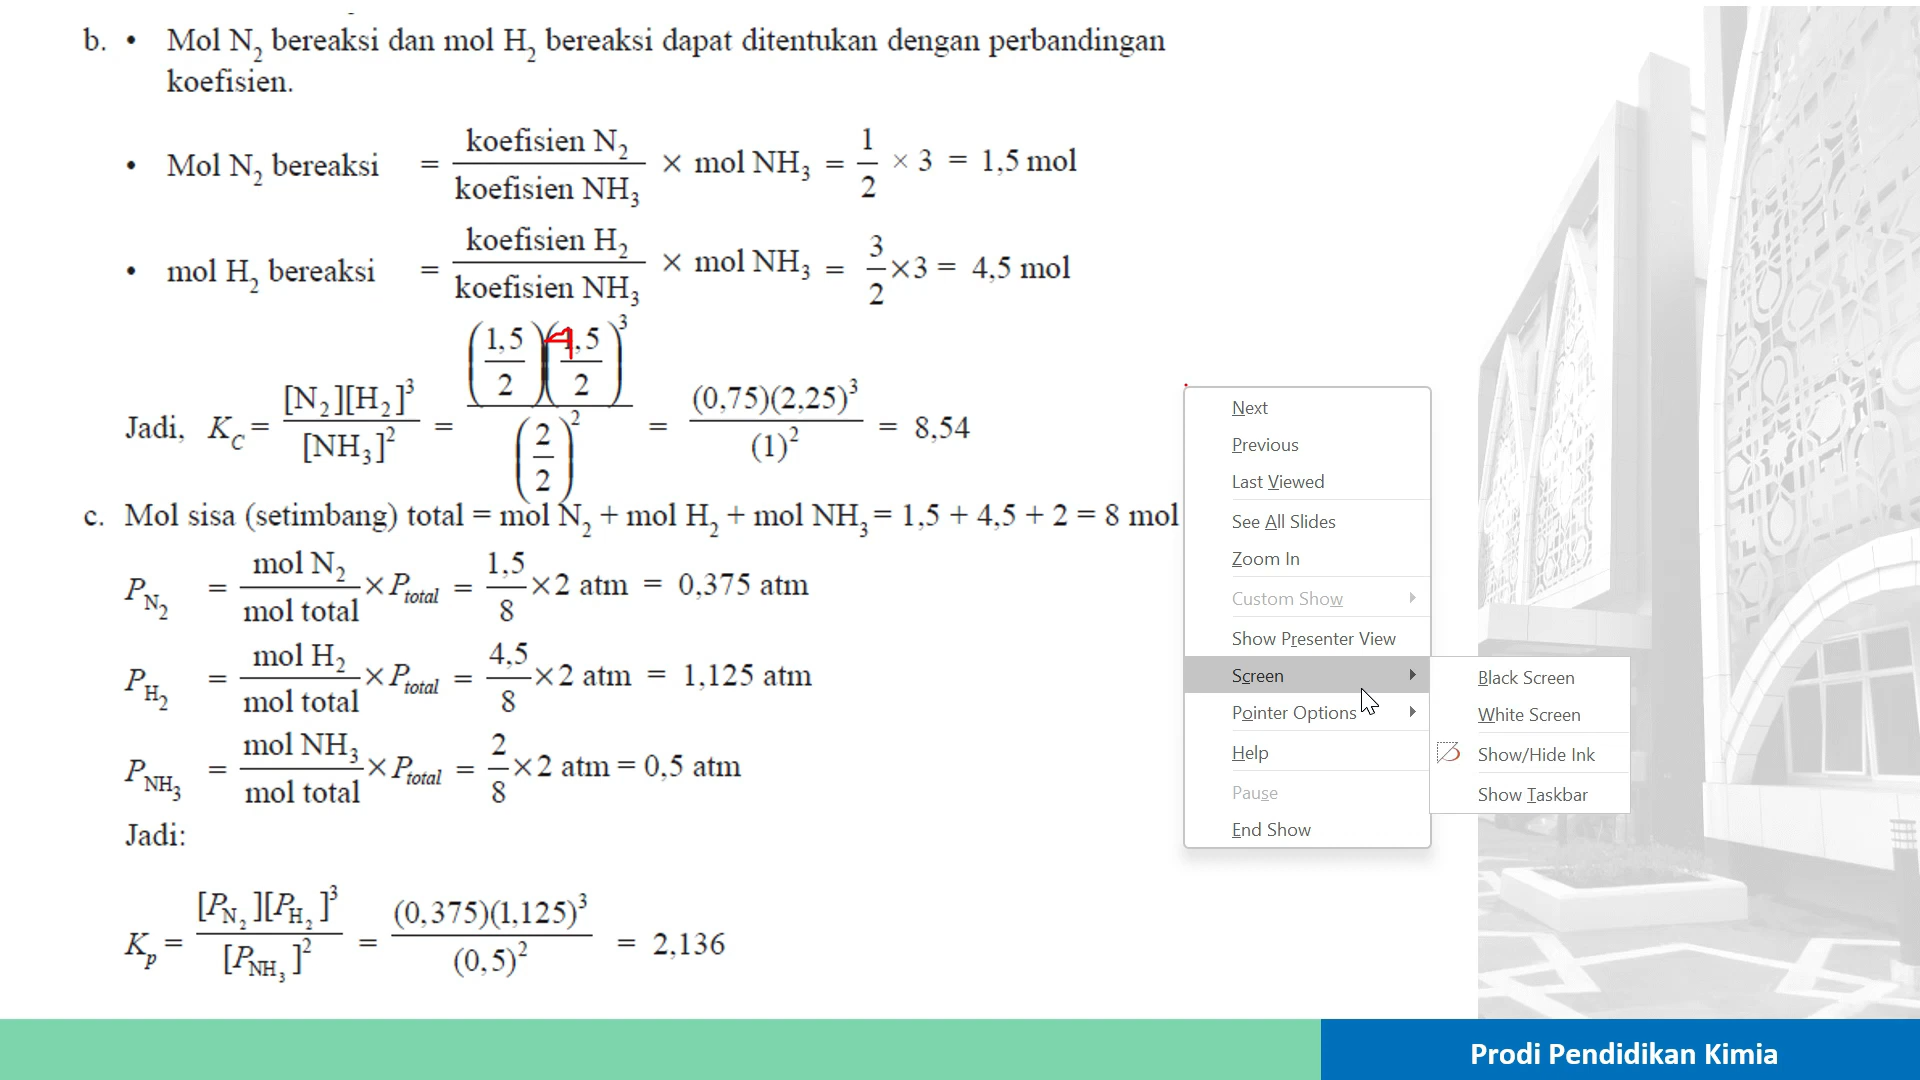 b. • Mol N₂ bereaksi dan mol H₂ bereaksi dapat ditentukan dengan perbandingan
koefisien.
• Mol N₂ bereaksi = koefisien N₂ / koefisien NH₃ × mol NH₃ = 1/2 × 3 = 1,5 mol
• mol H₂ bereaksi = koefisien H₂ / koefisien NH₃ × mol NH₃ = 3/2 ×3 = 4,5 mol
Jadi, K_C = [N₂][H₂]³ / [NH₃]² = (1,5/2)(4,5/2)³ / (2/2)² = (0,75)(2,25)³ / (1)² = 8,54
c. Mol sisa (setimbang) total = mol N₂ + mol H₂ + mol NH₃ = 1,5 + 4,5 + 2 = 8 mol
P_N₂ = mol N₂ / mol total × P_total = 1,5/8 ×2 atm = 0,375 atm
P_H₂ = mol H₂ / mol total × P_total = 4,5/8 ×2 atm = 1,125 atm
P_NH₃ = mol NH₃ / mol total × P_total = 2/8 ×2 atm = 0,5 atm
Jadi:
K_p = [P_N₂][P_H₂]³ / [P_NH₃]² = (0,375)(1,125)³ / (0,5)² = 2,136
Next
Previous
Last Viewed
See All Slides
Zoom In
Custom Show
Show Presenter View
Screen
Pointer Options
Help
Pause
End Show
Black Screen
White Screen
Show/Hide Ink
Show Taskbar
Prodi Pendidikan Kimia